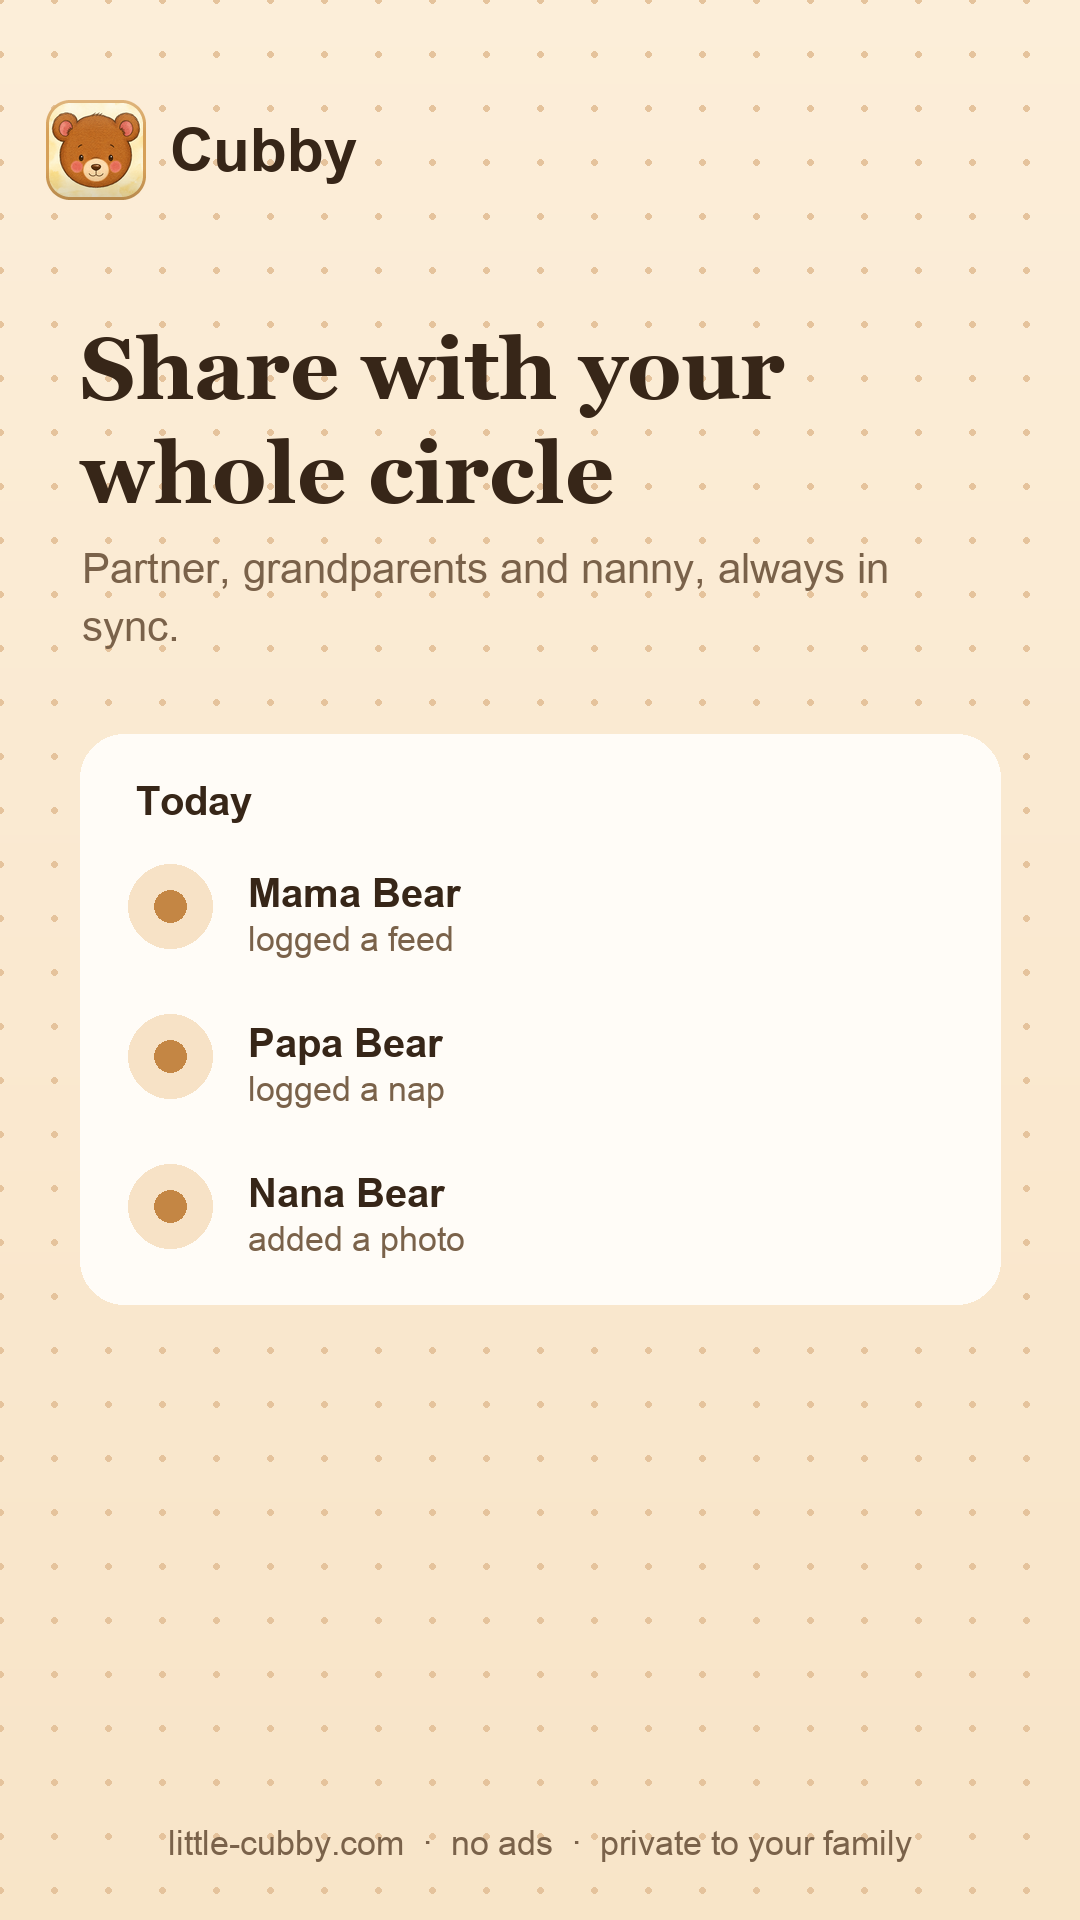 Cubby
Share with your
whole circle
Partner, grandparents and nanny, always in
sync.
Today
Mama Bear
logged a feed
Papa Bear
logged a nap
Nana Bear
added a photo
little-cubby.com · no ads · private to your family